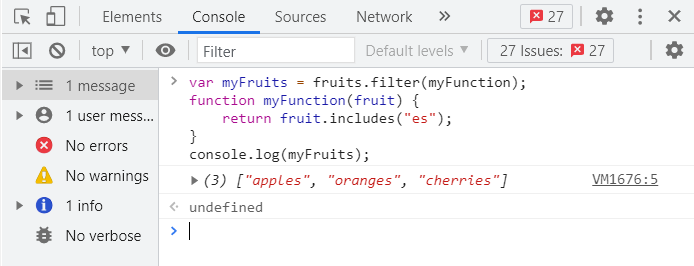 Elements Console Sources Network » 27
top ▼ Filter Default levels ▼ 27 Issues: 27
1 message
1 user mess...
No errors
No warnings
1 info
No verbose
> var myFruits = fruits.filter(myFunction);
function myFunction(fruit) {
return fruit.includes("es");
}
console.log(myFruits);
(3) ["apples", "oranges", "cherries"] VM1676:5
undefined
>